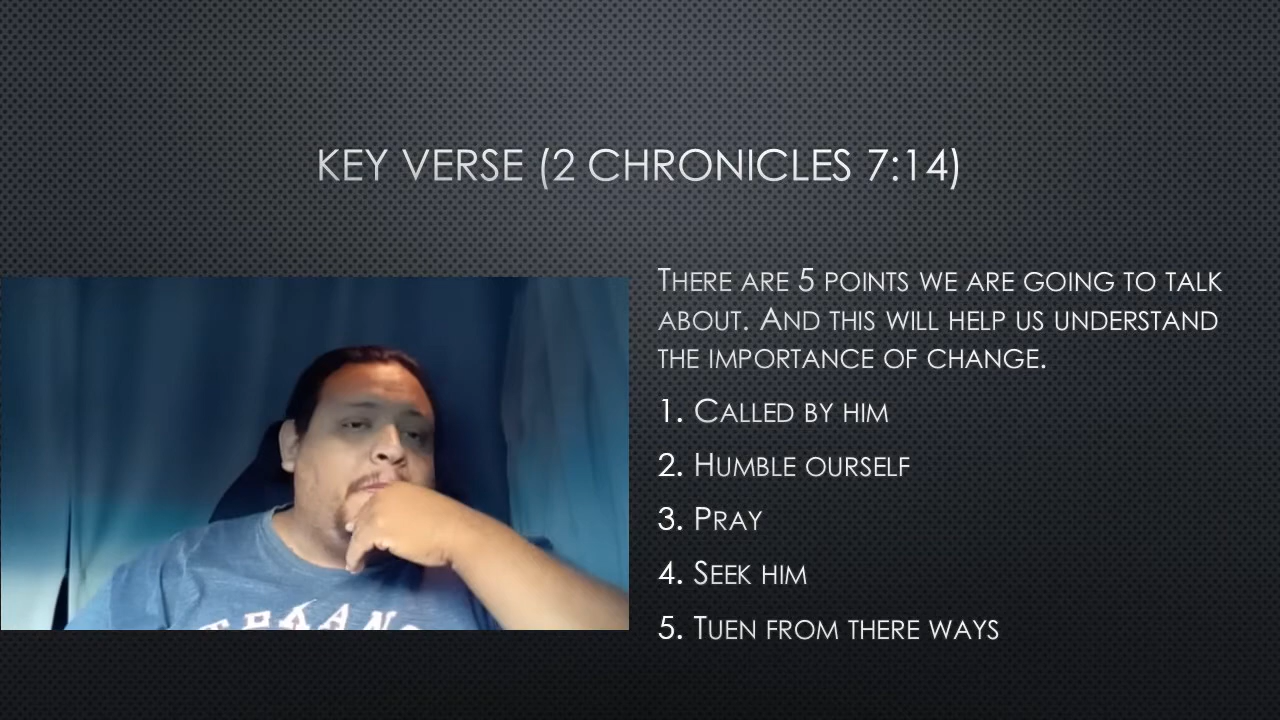 Key Verse (2 Chronicles 7:14)
There are 5 points we are going to talk
about. And this will help us understand
the importance of change.
1. Called by him
2. Humble ourself
3. Pray
4. Seek him
5. Tuen from there ways